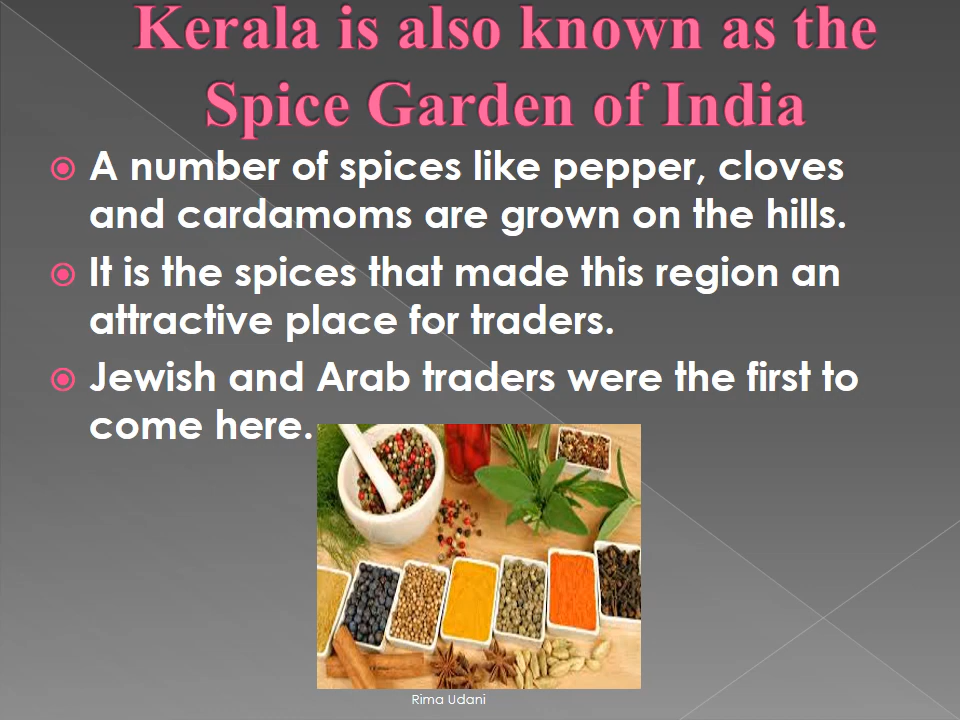 Kerala is also known as the
Spice Garden of India
A number of spices like pepper, cloves
and cardamoms are grown on the hills.
It is the spices that made this region an
attractive place for traders.
Jewish and Arab traders were the first to
come here.
Rima Udani